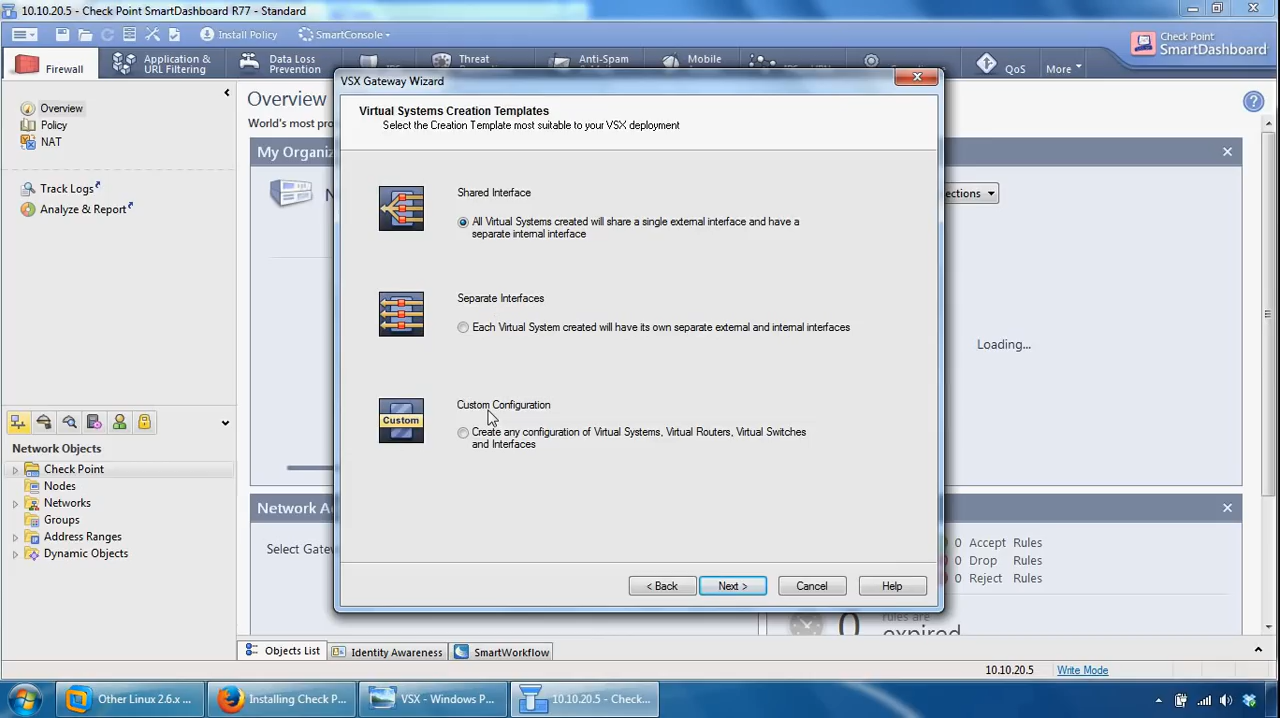 10.10.20.5 - Check Point SmartDashboard R77 - Standard
Install Policy
SmartConsole
Check Point
SmartDashboard
Firewall
Application &
URL Filtering
Data Loss
Prevention
Threat
Anti-Spam
Mobile
QoS
More
VSX Gateway Wizard
Virtual Systems Creation Templates
Select the Creation Template most suitable to your VSX deployment
Overview
Policy
NAT
Track Logs
Analyze & Report
Overview
World's most pro
My Organiz
N
ections
Shared Interface
All Virtual Systems created will share a single external interface and have a
separate internal interface
Separate Interfaces
Each Virtual System created will have its own separate external and internal interfaces
Loading...
Custom
Custom Configuration
Create any configuration of Virtual Systems, Virtual Routers, Virtual Switches
and Interfaces
Network Objects
Check Point
Nodes
Networks
Groups
Address Ranges
Dynamic Objects
Network Ac
Select Gatew
0 Accept Rules
0 Drop Rules
0 Reject Rules
0
rules are
expired
< Back
Next >
Cancel
Help
Objects List
Identity Awareness
SmartWorkflow
10.10.20.5
Write Mode
Other Linux 2.6.x ...
Installing Check P...
VSX - Windows P...
10.10.20.5 - Check...